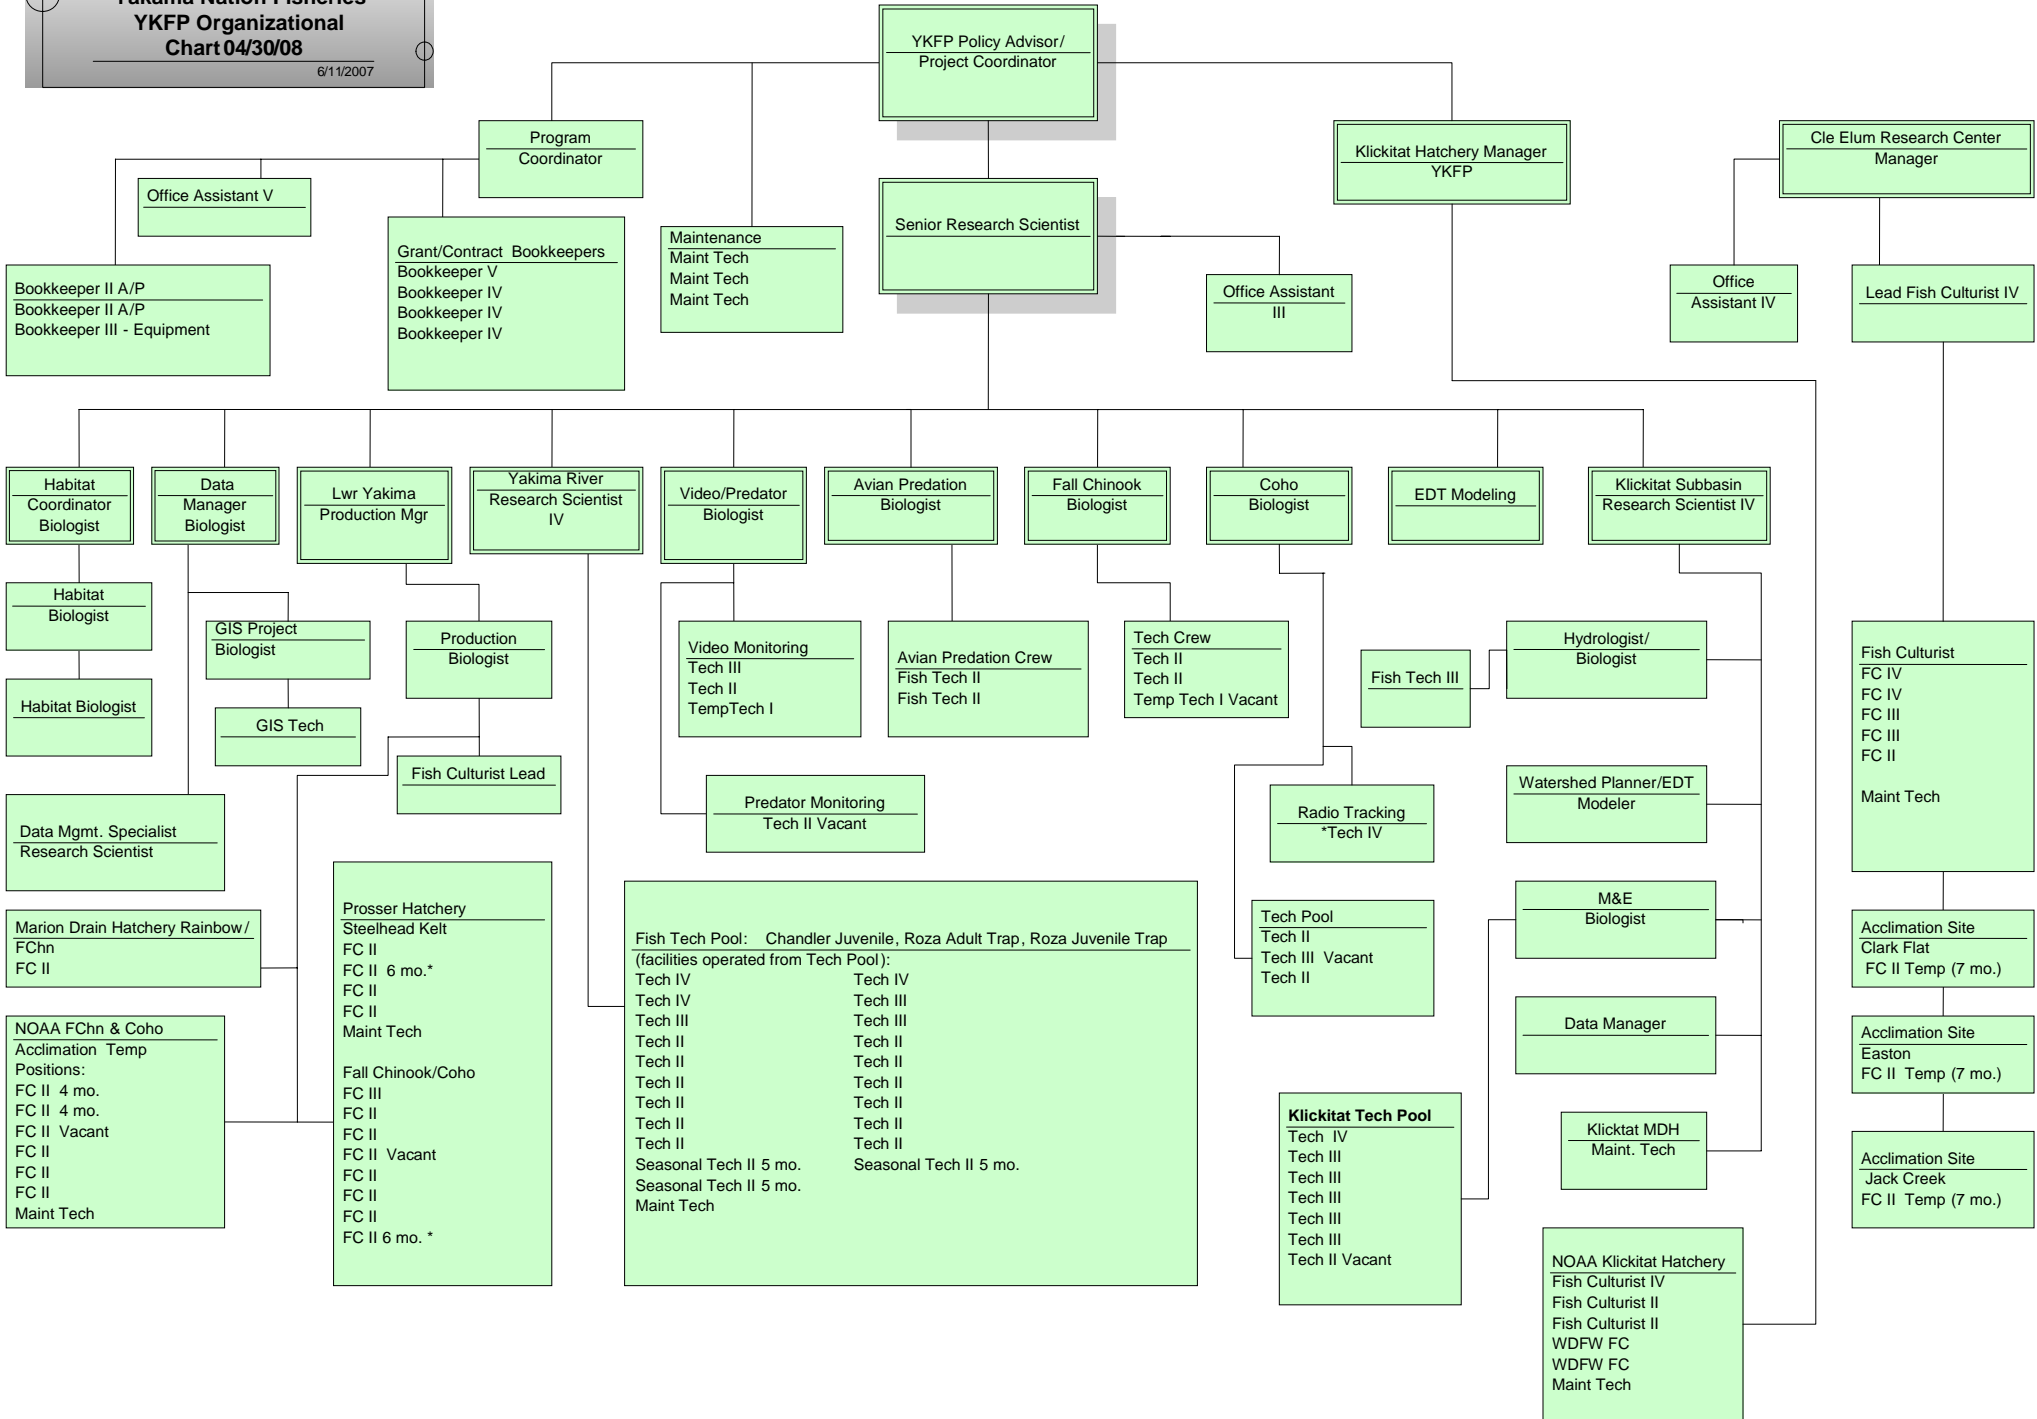 Yakama Nation Fisheries
YKFP Organizational
Chart 04/30/08
6/11/2007
YKFP Policy Advisor/
Project Coordinator
Program
Coordinator
Klickitat Hatchery Manager
YKFP
Cle Elum Research Center
Manager
Office Assistant V
Senior Research Scientist
Grant/Contract Bookkeepers
Bookkeeper V
Bookkeeper IV
Bookkeeper IV
Bookkeeper IV
Maintenance
Maint Tech
Maint Tech
Maint Tech
Bookkeeper II A/P
Bookkeeper II A/P
Bookkeeper III - Equipment
Office Assistant
III
Office
Assistant IV
Lead Fish Culturist IV
Habitat
Coordinator
Biologist
Data
Manager
Biologist
Lwr Yakima
Production Mgr
Yakima River
Research Scientist
IV
Video/Predator
Biologist
Avian Predation
Biologist
Fall Chinook
Biologist
Coho
Biologist
EDT Modeling
Klickitat Subbasin
Research Scientist IV
Habitat
Biologist
GIS Project
Biologist
Production
Biologist
Video Monitoring
Tech III
Tech II
TempTech I
Avian Predation Crew
Fish Tech II
Fish Tech II
Tech Crew
Tech II
Tech II
Temp Tech I Vacant
Fish Tech III
Hydrologist/
Biologist
Fish Culturist
FC IV
FC IV
FC III
FC III
FC II
Maint Tech
Habitat Biologist
GIS Tech
Fish Culturist Lead
Predator Monitoring
Tech II Vacant
Radio Tracking
*Tech IV
Watershed Planner/EDT
Modeler
Data Mgmt. Specialist
Research Scientist
Prosser Hatchery
Steelhead Kelt
FC II
FC II 6 mo.*
FC II
FC II
Maint Tech
Fall Chinook/Coho
FC III
FC II
FC II
FC II Vacant
FC II
FC II
FC II
FC II 6 mo. *
Fish Tech Pool: Chandler Juvenile, Roza Adult Trap, Roza Juvenile Trap
(facilities operated from Tech Pool):
Tech IV Tech IV
Tech IV Tech III
Tech III Tech III
Tech II Tech II
Tech II Tech II
Tech II Tech II
Tech II Tech II
Tech II Tech II
Tech II Tech II
Seasonal Tech II 5 mo. Seasonal Tech II 5 mo.
Seasonal Tech II 5 mo.
Maint Tech
Tech Pool
Tech II
Tech III Vacant
Tech II
M&E
Biologist
Acclimation Site
Clark Flat
FC II Temp (7 mo.)
Marion Drain Hatchery Rainbow/
FChn
FC II
NOAA FChn & Coho
Acclimation Temp
Positions:
FC II 4 mo.
FC II 4 mo.
FC II Vacant
FC II
FC II
FC II
Maint Tech
Data Manager
Acclimation Site
Easton
FC II Temp (7 mo.)
Klickitat Tech Pool
Tech IV
Tech III
Tech III
Tech III
Tech III
Tech III
Tech II Vacant
Klicktat MDH
Maint. Tech
Acclimation Site
Jack Creek
FC II Temp (7 mo.)
NOAA Klickitat Hatchery
Fish Culturist IV
Fish Culturist II
Fish Culturist II
WDFW FC
WDFW FC
Maint Tech